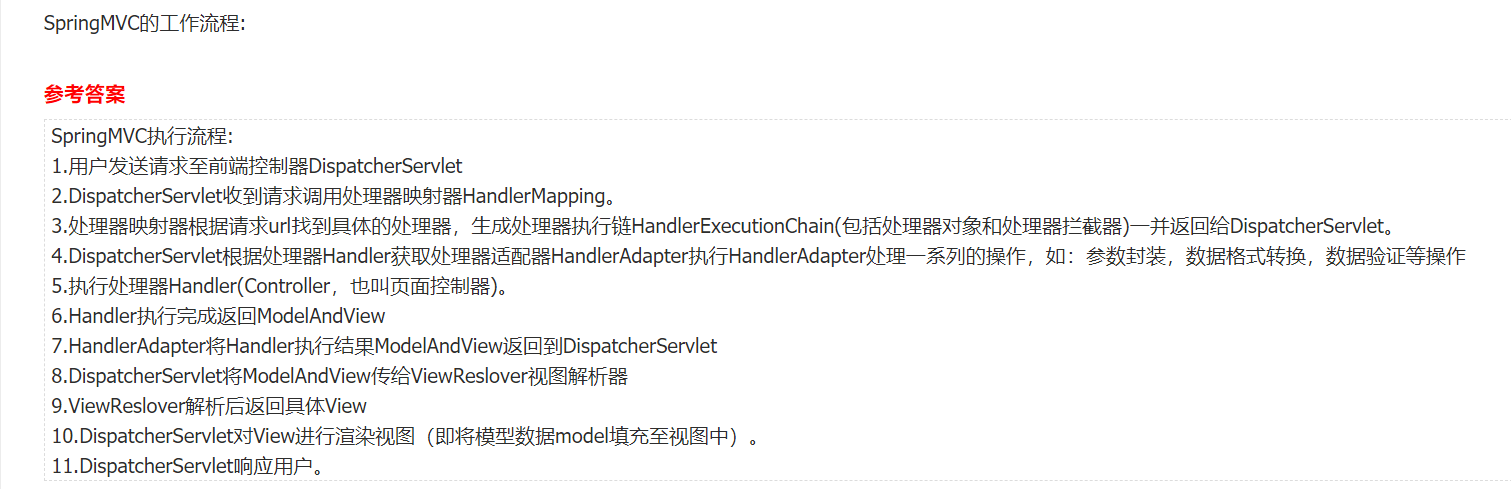 SpringMVC的工作流程:
参考答案
SpringMVC执行流程:
1.用户发送请求至前端控制器DispatcherServlet
2.DispatcherServlet收到请求调用处理器映射器HandlerMapping。
3.处理器映射器根据请求url找到具体的处理器，生成处理器执行链HandlerExecutionChain(包括处理器对象和处理器拦截器)一并返回给DispatcherServlet。
4.DispatcherServlet根据处理器Handler获取处理器适配器HandlerAdapter执行HandlerAdapter处理一系列的操作，如：参数封装，数据格式转换，数据验证等操作
5.执行处理器Handler(Controller，也叫页面控制器)。
6.Handler执行完成返回ModelAndView
7.HandlerAdapter将Handler执行结果ModelAndView返回到DispatcherServlet
8.DispatcherServlet将ModelAndView传给ViewReslover视图解析器
9.ViewReslover解析后返回具体View
10.DispatcherServlet对View进行渲染视图（即将模型数据model填充至视图中）。
11.DispatcherServlet响应用户。